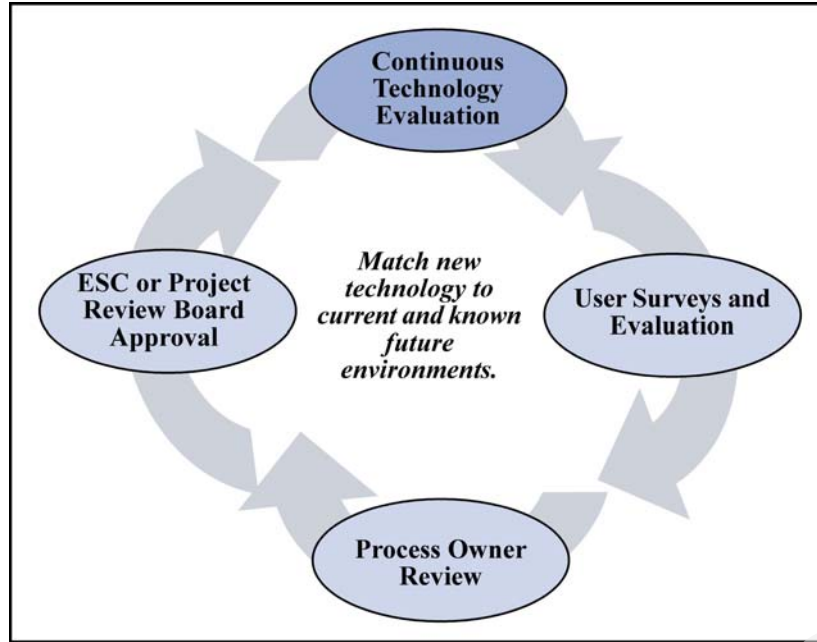 Continuous
Technology
Evaluation
ESC or Project
Review Board
Approval
Match new
technology to
current and known
future
environments.
User Surveys and
Evaluation
Process Owner
Review